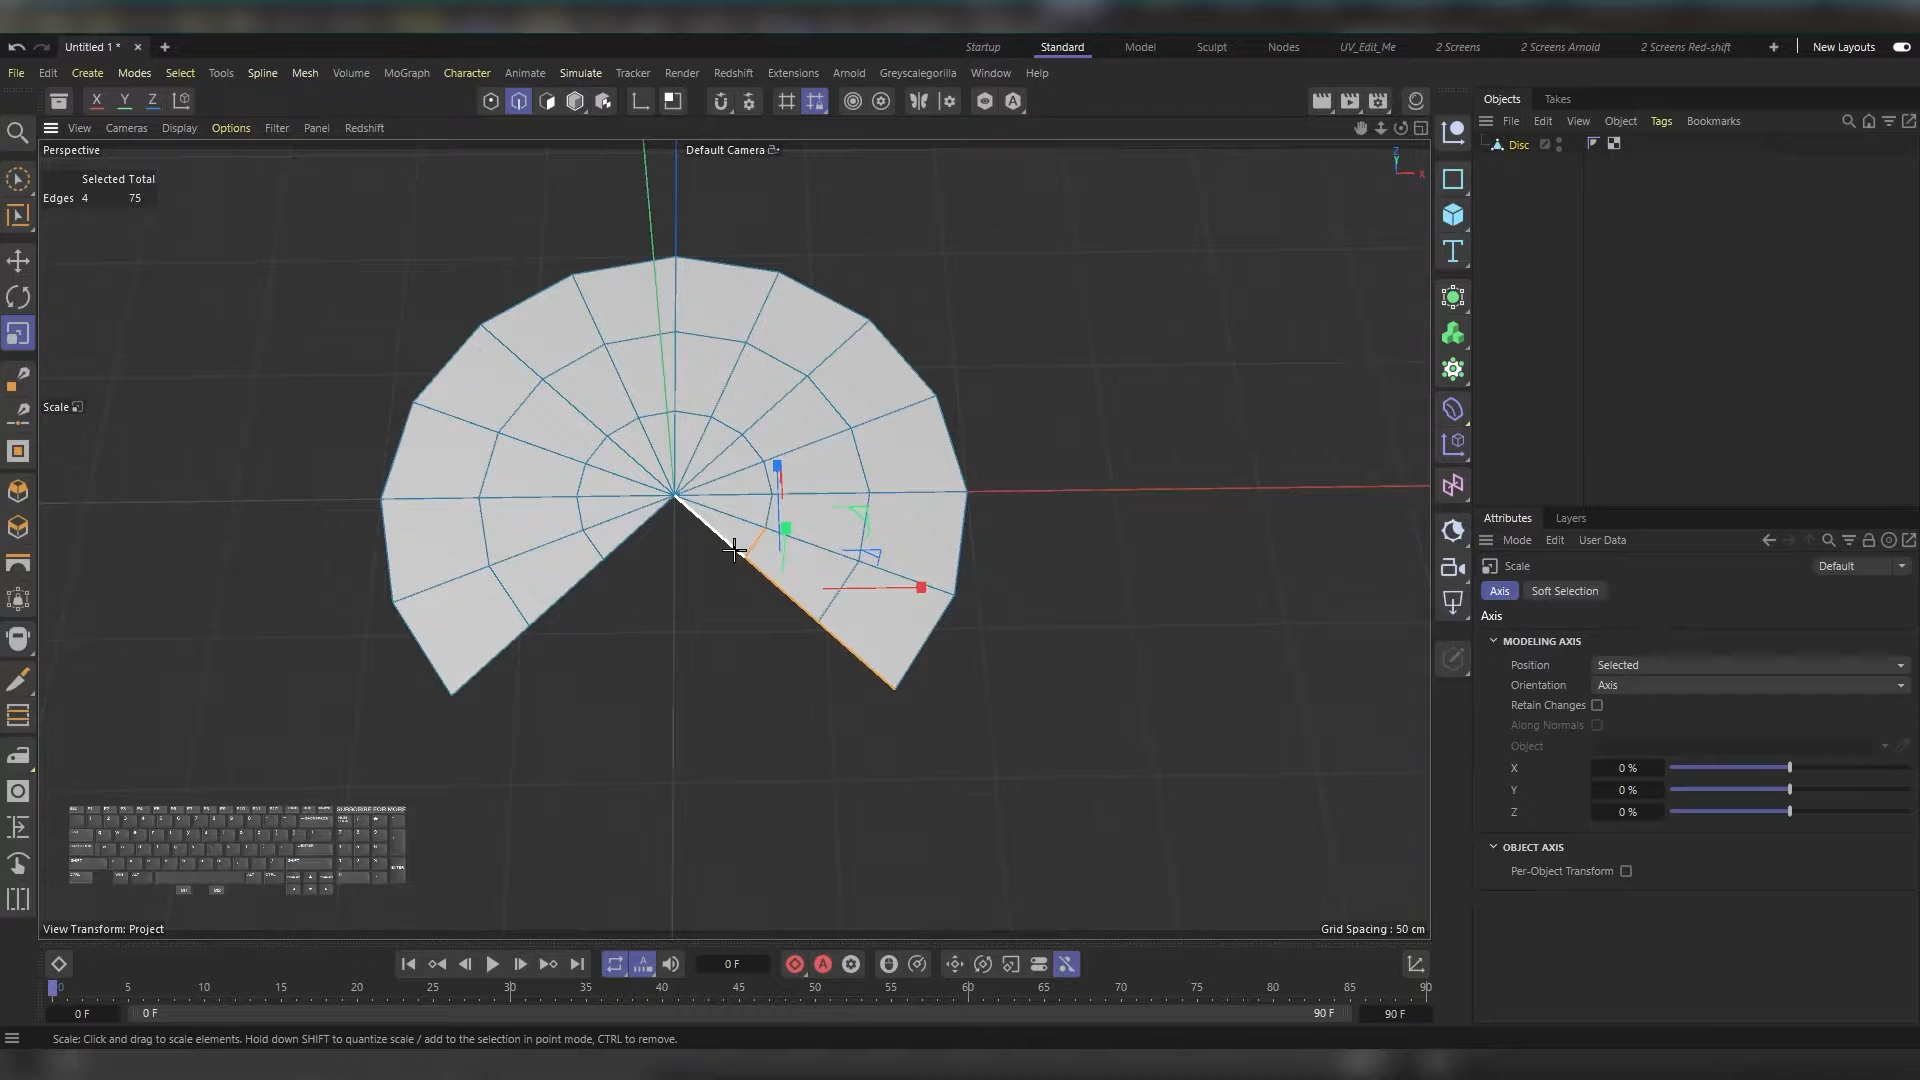 Untitled 1 *
Startup Standard Model Sculpt Nodes UV_Edit_Me 2 Screens 2 Screens Arnold 2 Screens Red-shift New Layouts
File Edit Create Modes Select Tools Spline Mesh Volume MoGraph Character Animate Simulate Tracker Render Redshift Extensions Arnold Greyscalegorilla Window Help
X Y Z
Objects Takes
File Edit View Object Tags Bookmarks
View Cameras Display Options Filter Panel Redshift
Perspective
Default Camera
Disc
Z
Y
X
Selected Total
Edges 4 75
Scale
Attributes Layers
Mode Edit User Data
Scale Default
Axis Soft Selection
Axis
MODELING AXIS
Position Selected
Orientation Axis
Retain Changes
Along Normals
Object
X 0 %
Y 0 %
Z 0 %
OBJECT AXIS
Per-Object Transform
SUBSCRIBE FOR MORE
View Transform: Project
Grid Spacing : 50 cm
0 F
0 5 10 15 20 25 30 35 40 45 50 55 60 65 70 75 80 85 90
0 F 0 F 90 F 90 F
Scale: Click and drag to scale elements. Hold down SHIFT to quantize scale / add to the selection in point mode, CTRL to remove.